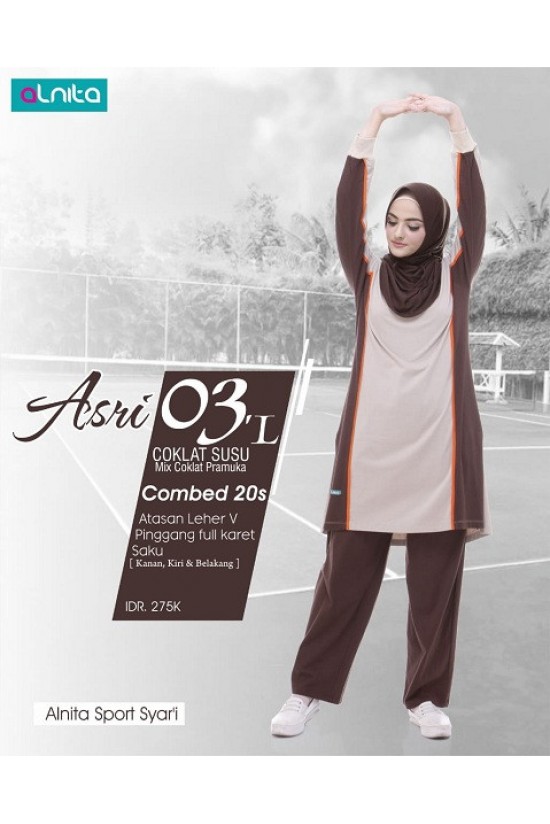 alnita
Asri 03'L
COKLAT SUSU
Mix Coklat Pramuka
Combed 20s
Atasan Leher V
Pinggang full karet
Saku
[ Kanan, Kiri & Belakang ]
IDR. 275K
Alnita Sport Syar'i